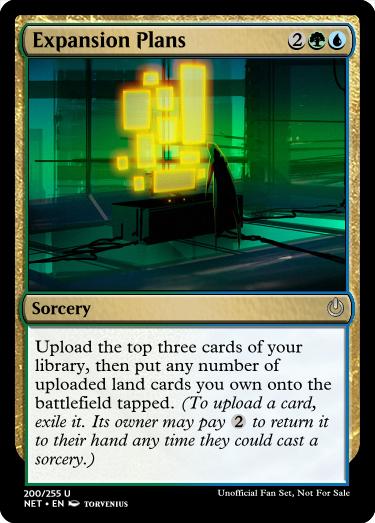 Expansion Plans 2
Sorcery
Upload the top three cards of your
library, then put any number of
uploaded land cards you own onto the
battlefield tapped. (To upload a card,
exile it. Its owner may pay 2 to return it
to their hand any time they could cast a
sorcery.)
200/255 U
NET • EN TORVENIUS
Unofficial Fan Set, Not For Sale